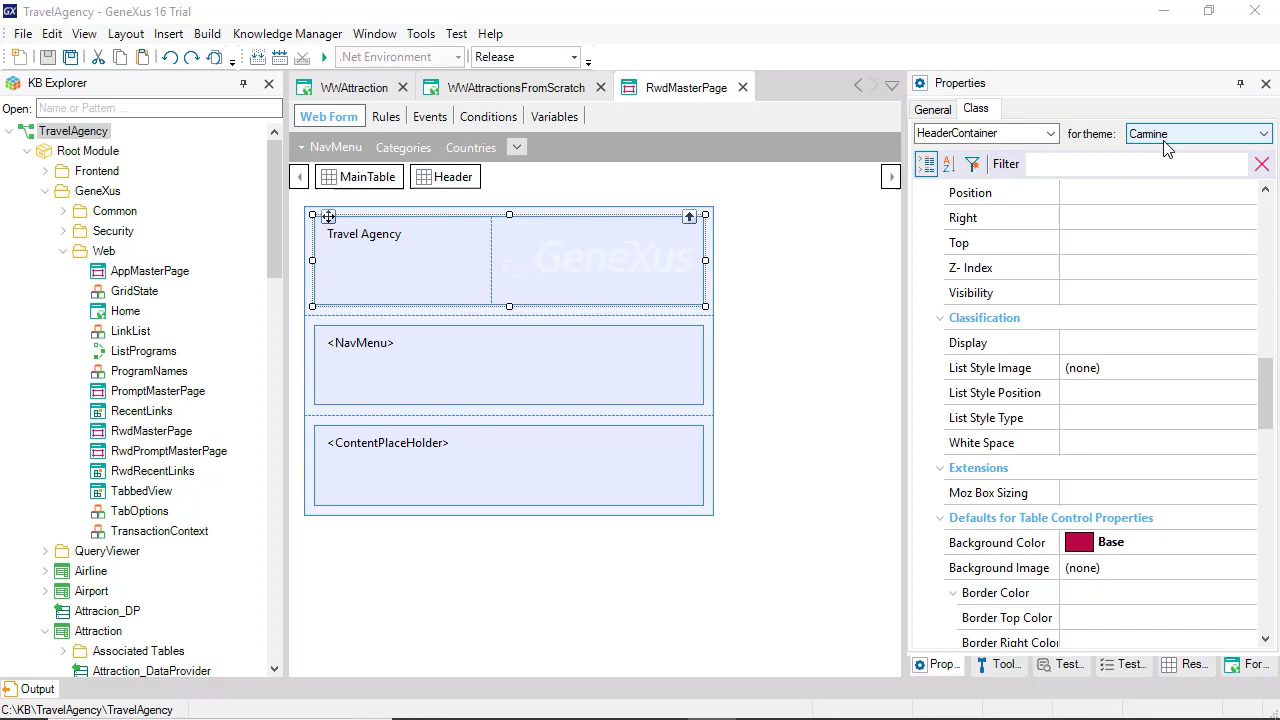 TravelAgency - GeneXus 16 Trial
File Edit View Layout Insert Build Knowledge Manager Window Tools Test Help
.Net Environment Release
KB Explorer
Open: Name or Pattern ...
TravelAgency
Root Module
Frontend
GeneXus
Common
Security
Web
AppMasterPage
GridState
Home
LinkList
ListPrograms
ProgramNames
PromptMasterPage
RecentLinks
RwdMasterPage
RwdPromptMasterPage
RwdRecentLinks
TabbedView
TabOptions
TransactionContext
QueryViewer
Airline
Airport
Attracion_DP
Attraction
Associated Tables
Attraction_DataProvider
WWAttraction WWAttractionsFromScratch RwdMasterPage
Web Form Rules Events Conditions Variables
NavMenu Categories Countries
MainTable Header
Travel Agency
GeneXus
<NavMenu>
<ContentPlaceHolder>
Properties
General Class
HeaderContainer for theme: Camine
Filter
Position
Right
Top
Z- Index
Visibility
Classification
Display
List Style Image (none)
List Style Position
List Style Type
White Space
Extensions
Moz Box Sizing
Defaults for Table Control Properties
Background Color Base
Background Image (none)
Border Color
Border Top Color
Border Right Color
Prop... Tool... Test... Test... Res... For...
Output
C:\KB\TravelAgency\TravelAgency